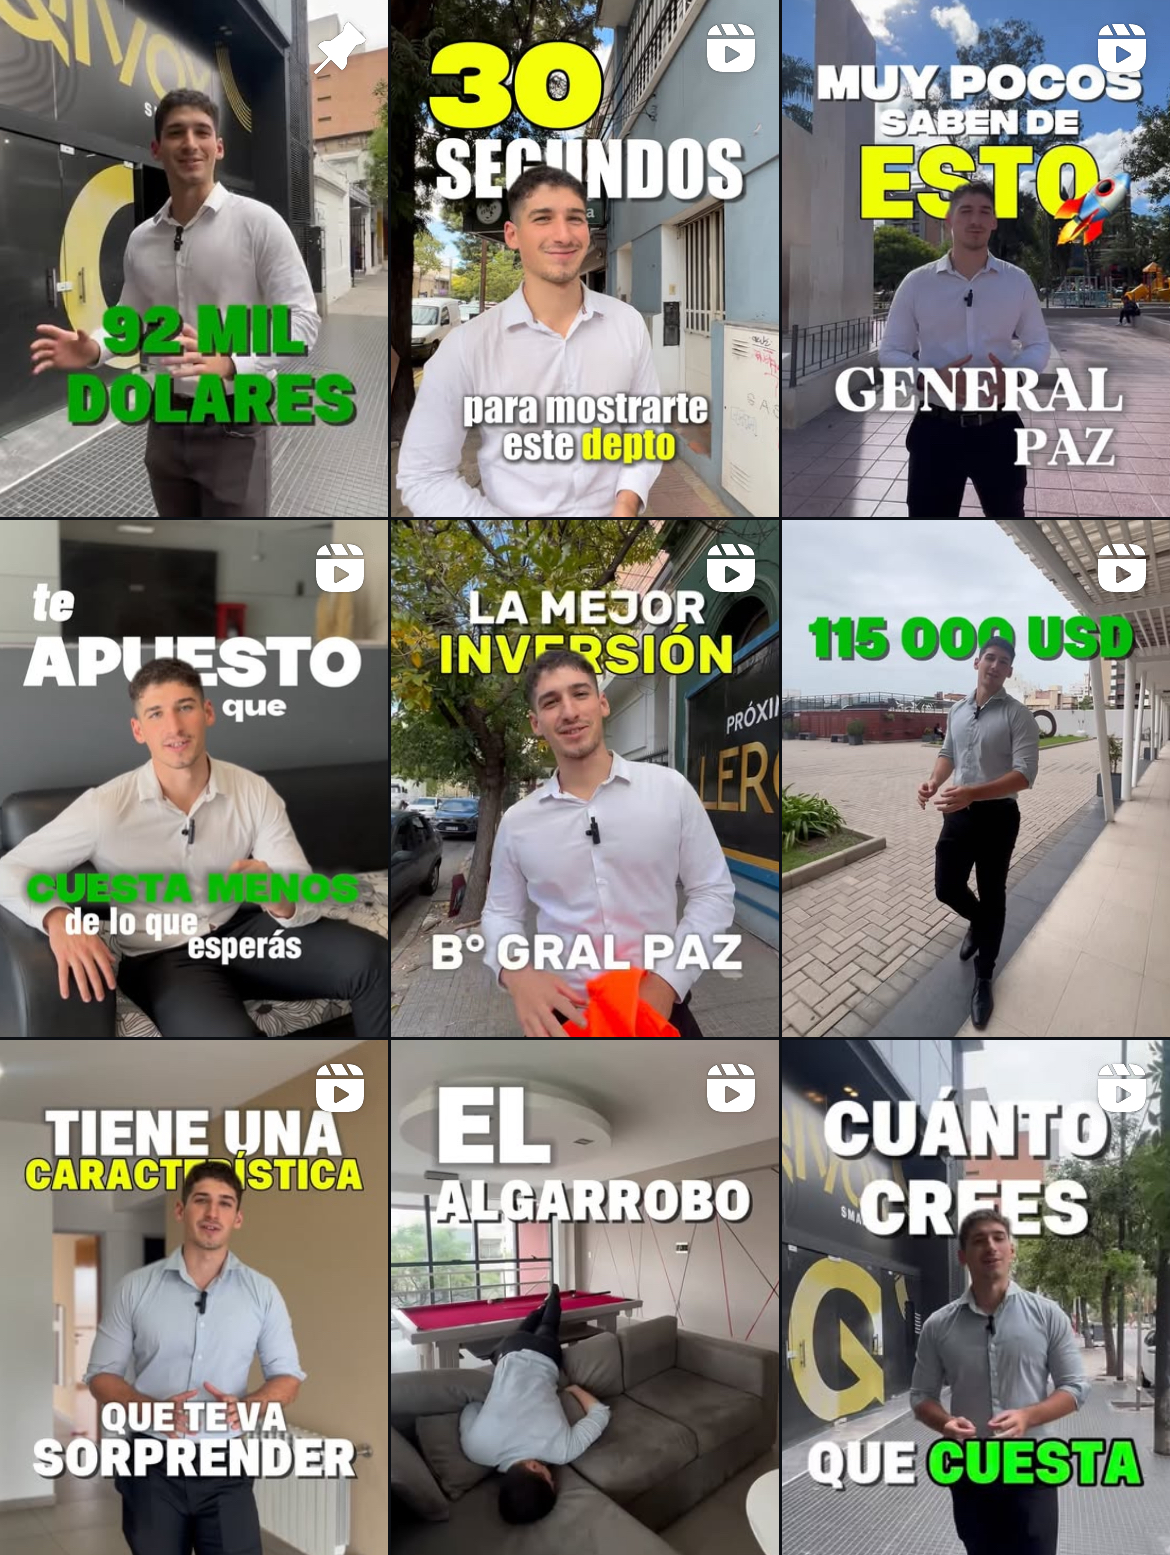 92 MIL
DOLARES
30
SEGUNDOS
para mostrarte
este depto
MUY POCOS
SABEN DE
ESTO
GENERAL
PAZ
te
APUESTO
que
CUESTA MENOS
de lo que
esperás
LA MEJOR
INVERSIÓN
B° GRAL PAZ
115 000 USD
TIENE UNA
CARACTERÍSTICA
QUE TE VA
SORPRENDER
EL
ALGARROBO
CUÁNTO
CREES
QUE CUESTA